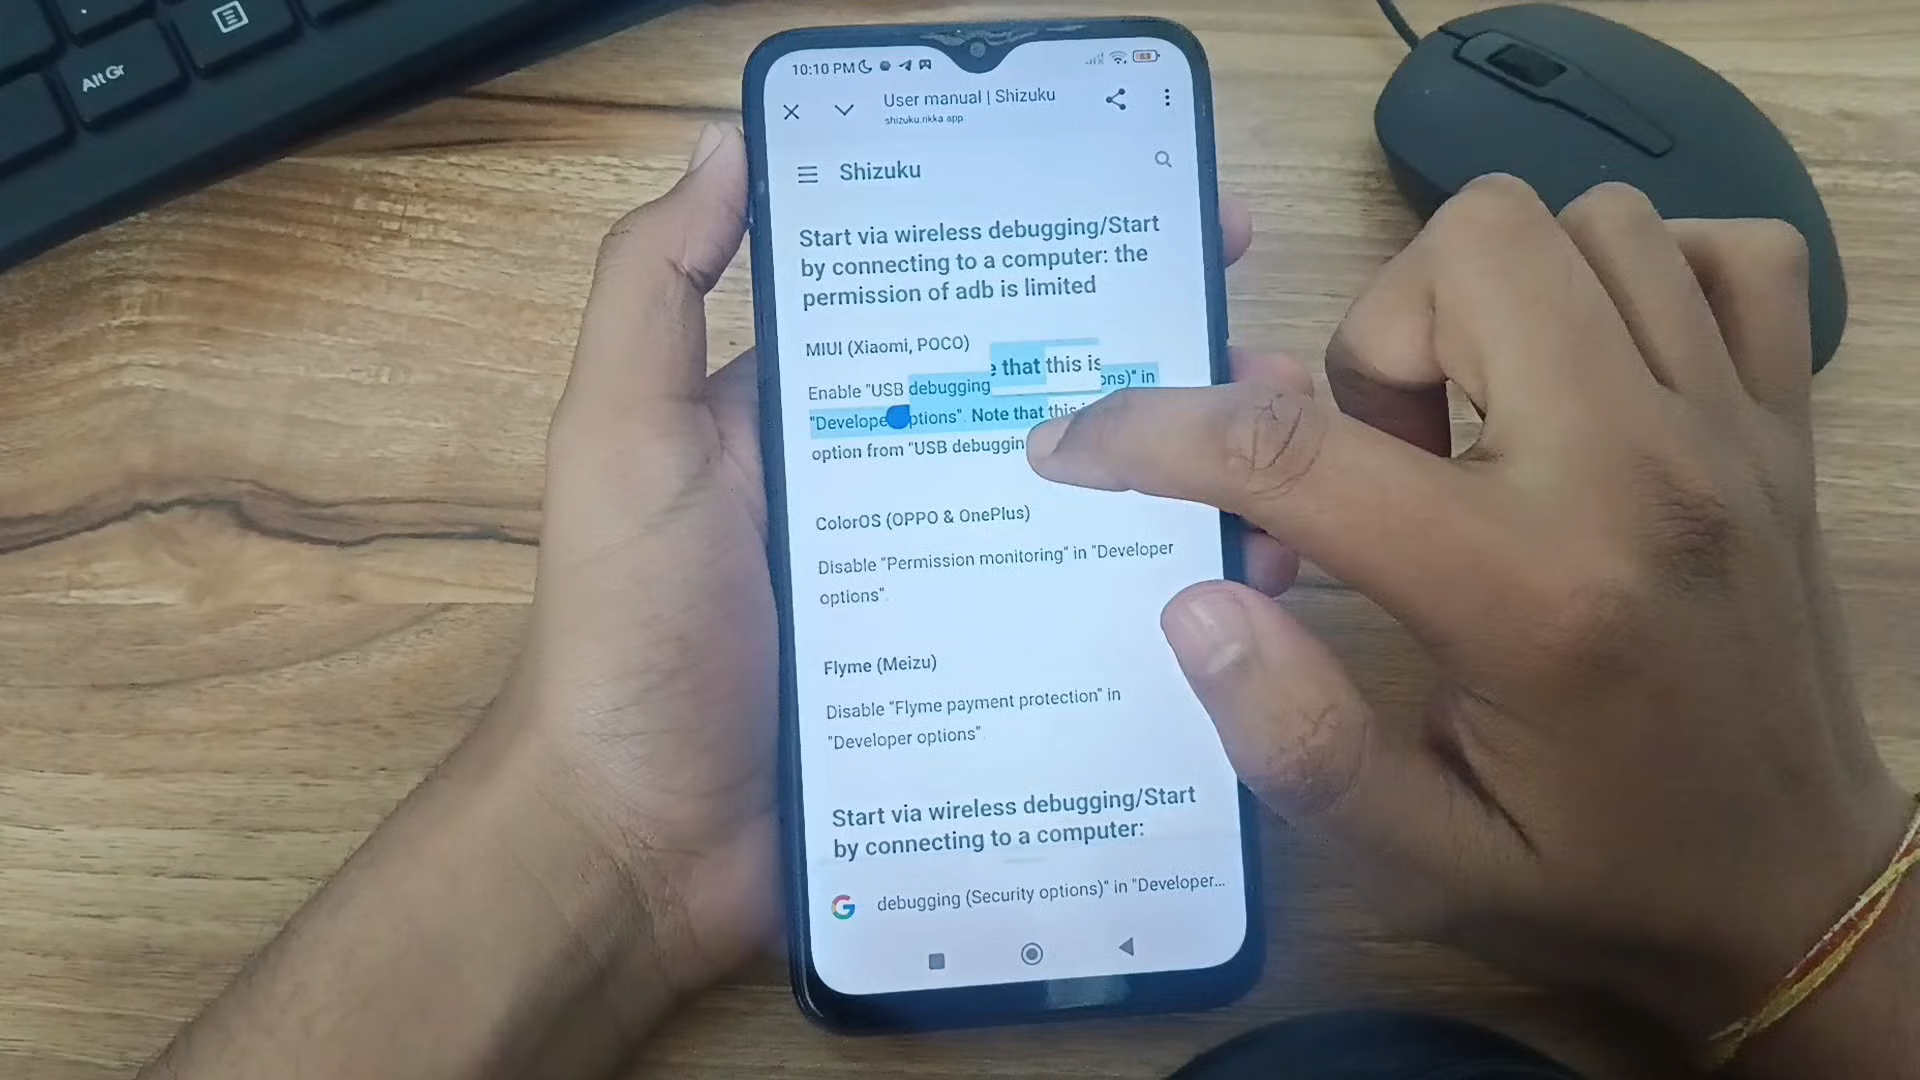 Alt Gr
10:10 PM
63
User manual | Shizuku
shizuku.rikka.app
Shizuku
Start via wireless debugging/Start
by connecting to a computer: the
permission of adb is limited
MIUI (Xiaomi, POCO)
that this is
Enable "USB debugging ons)" in
"Develope ptions". Note that this
option from "USB debuggin
ColorOS (OPPO & OnePlus)
Disable "Permission monitoring" in "Developer
options".
Flyme (Meizu)
Disable "Flyme payment protection" in
"Developer options".
Start via wireless debugging/Start
by connecting to a computer:
G debugging (Security options)" in "Developer...